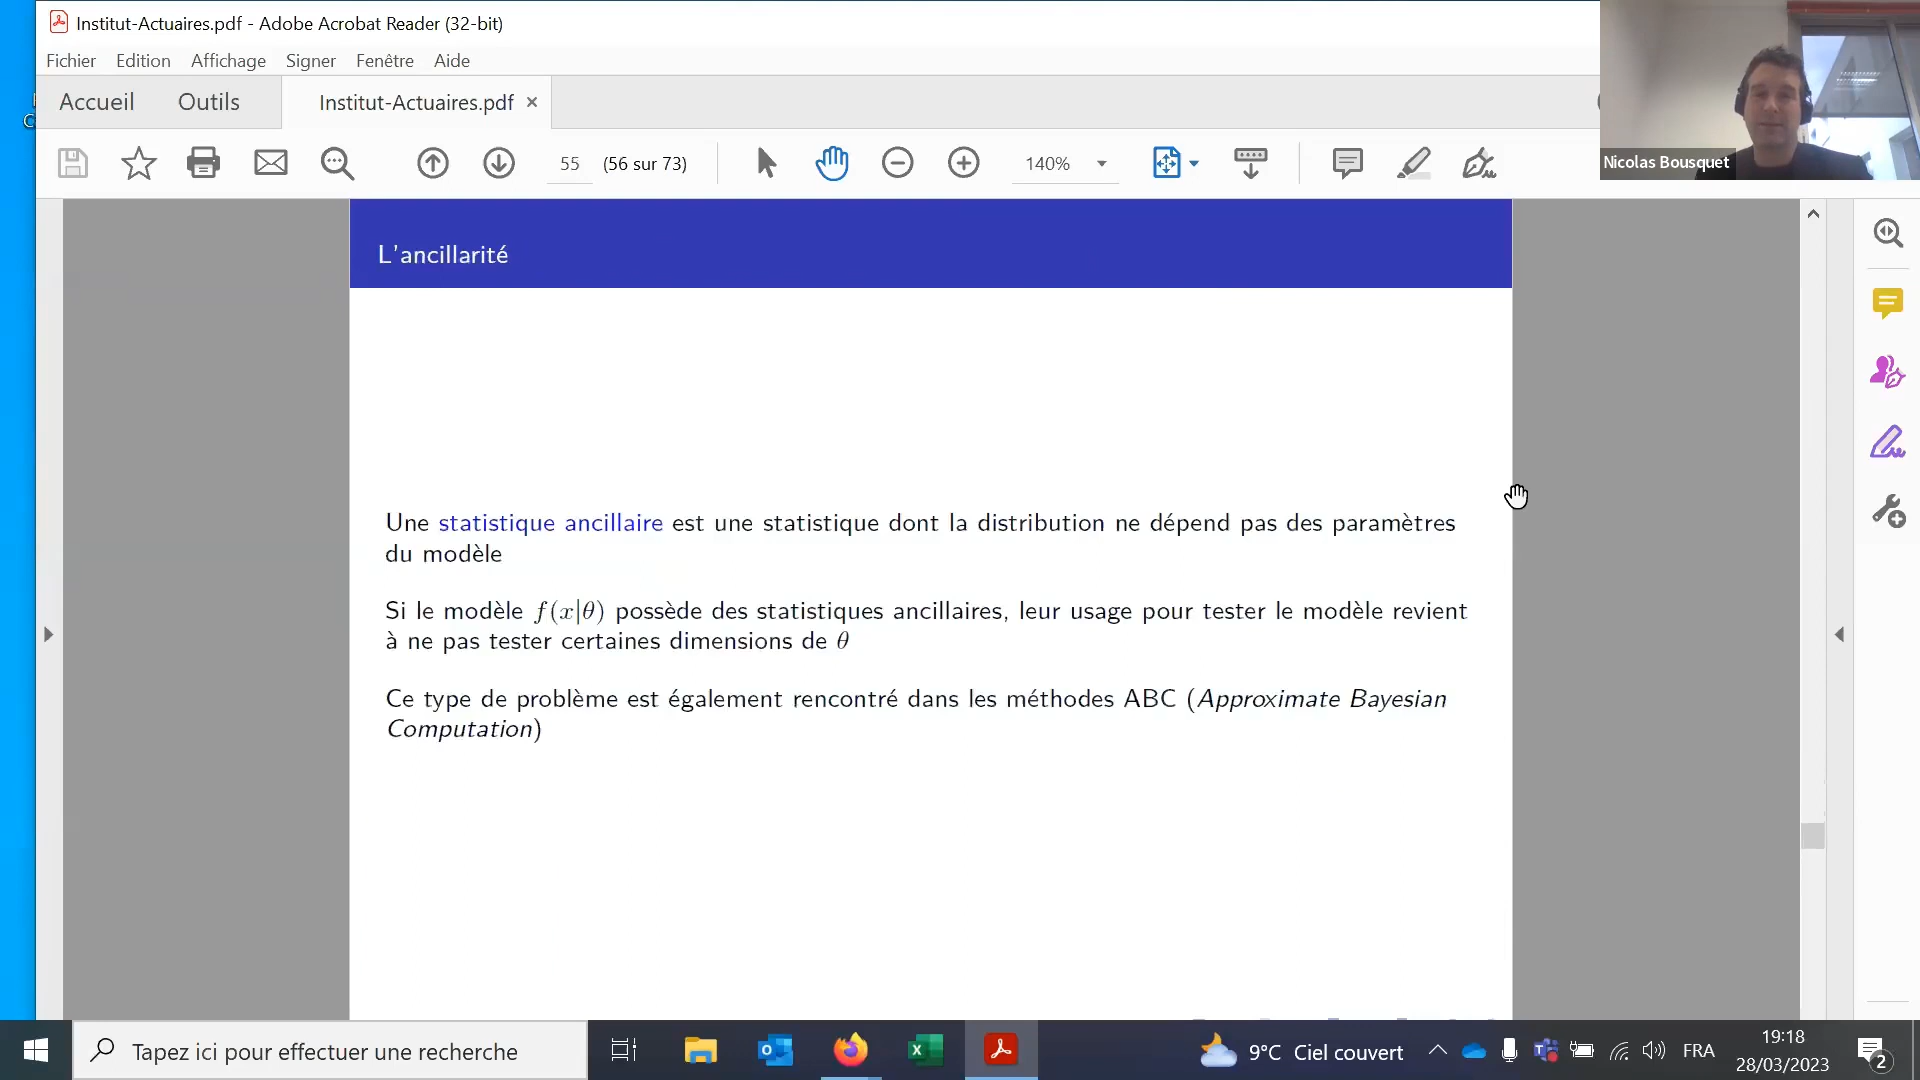 Institut-Actuaires.pdf - Adobe Acrobat Reader (32-bit)
Fichier Edition Affichage Signer Fenêtre Aide
Accueil Outils Institut-Actuaires.pdf ×
55 (56 sur 73) 140%
Nicolas Bousquet
L'ancillarité
Une statistique ancillaire est une statistique dont la distribution ne dépend pas des paramètres
du modèle
Si le modèle f(x|θ) possède des statistiques ancillaires, leur usage pour tester le modèle revient
à ne pas tester certaines dimensions de θ
Ce type de problème est également rencontré dans les méthodes ABC (Approximate Bayesian
Computation)
Tapez ici pour effectuer une recherche
9°C Ciel couvert
FRA
19:18
28/03/2023
2